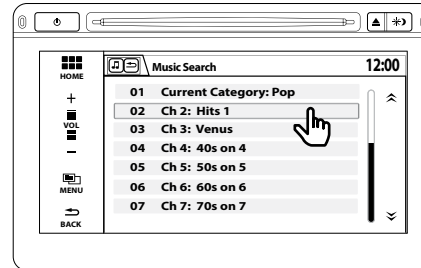 HOME
+
VOL
–
MENU
BACK
Music Search
12:00
01 Current Category: Pop
02 Ch 2: Hits 1
03 Ch 3: Venus
04 Ch 4: 40s on 4
05 Ch 5: 50s on 5
06 Ch 6: 60s on 6
07 Ch 7: 70s on 7